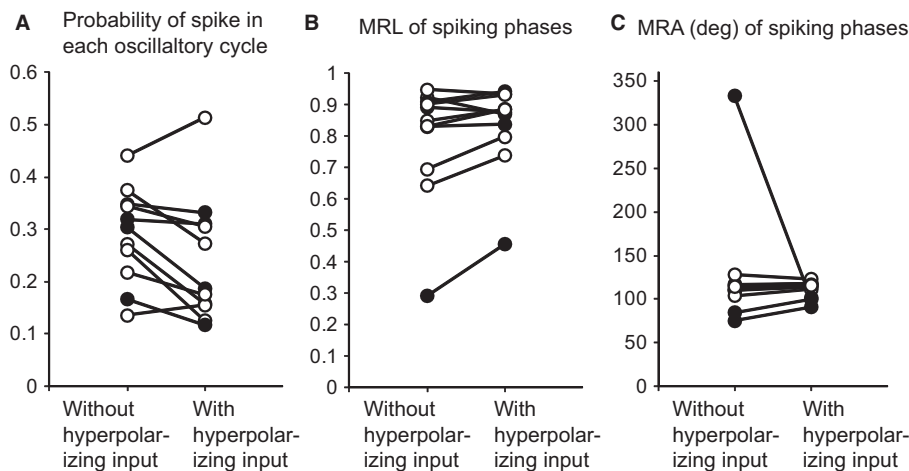 A Probability of spike in
each oscillaltory cycle
0.6
0.5
0.4
0.3
0.2
0.1
0
Without
hyperpolar-
izing input
With
hyperpolar-
izing input
B MRL of spiking phases
1
0.9
0.8
0.7
0.6
0.5
0.4
0.3
0.2
0.1
0
Without
hyperpolar-
izing input
With
hyperpolar-
izing input
C MRA (deg) of spiking phases
350
300
250
200
150
100
50
0
Without
hyperpolar-
izing input
With
hyperpolar-
izing input